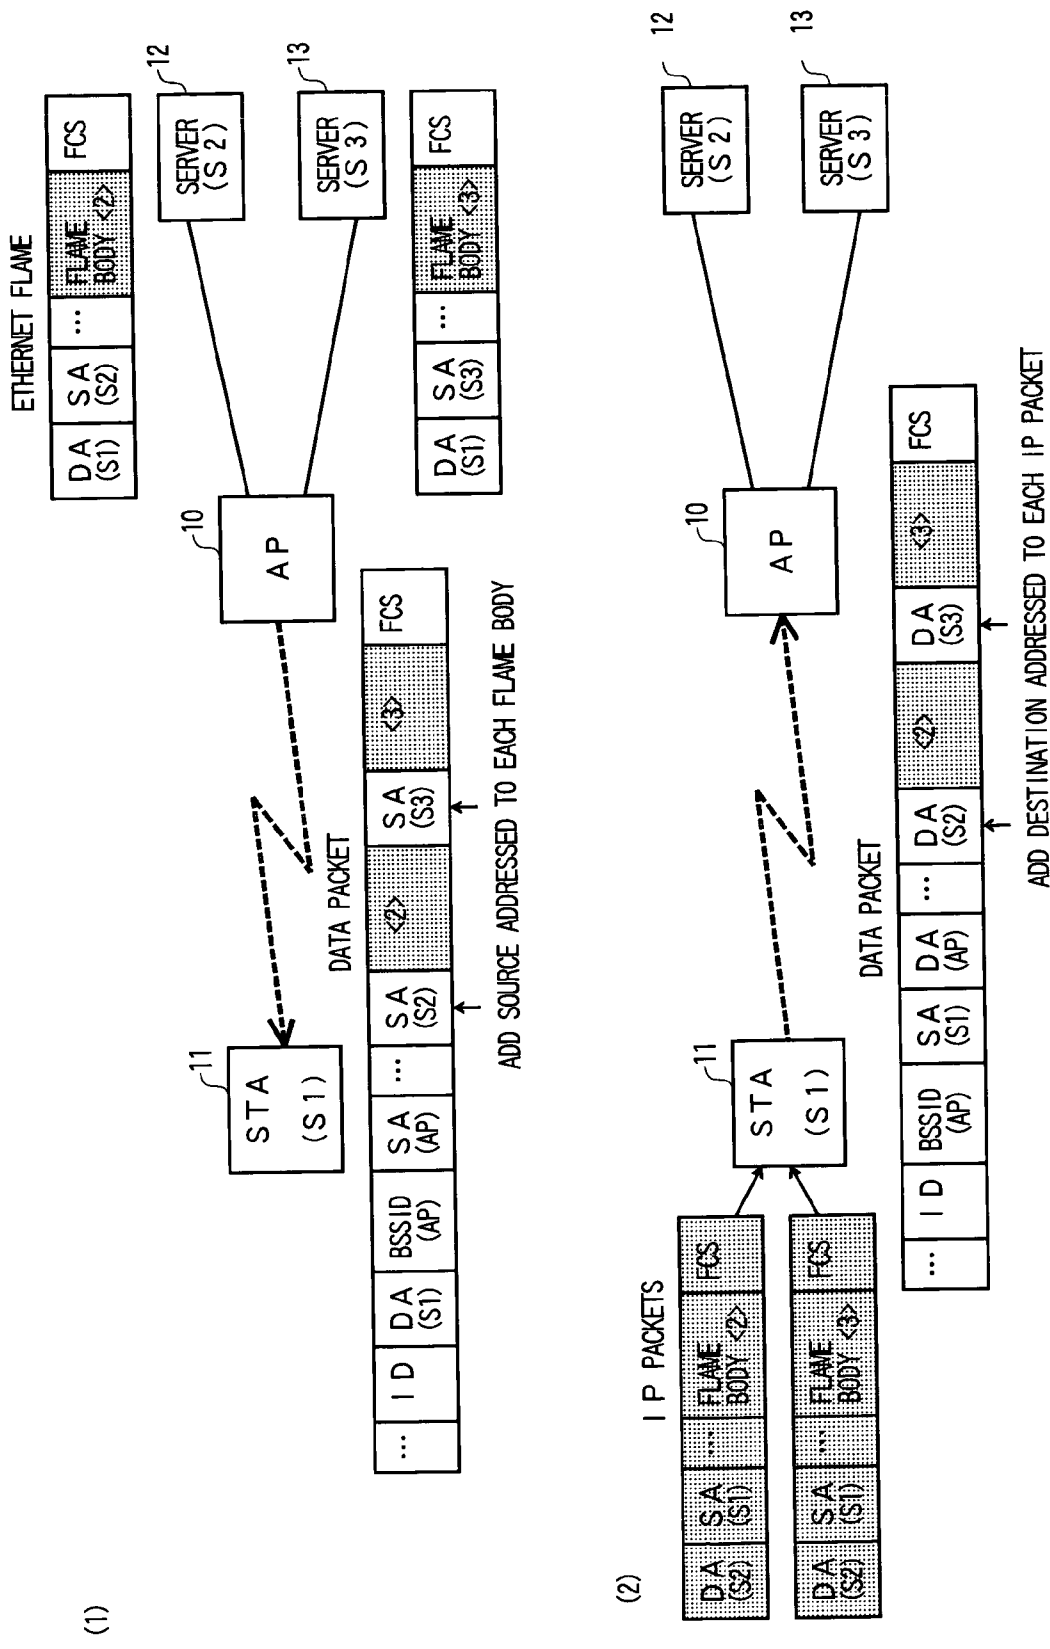 (1)
ETHERNET FLAME
DA (S1) SA (S2) ... FLAME BODY <2> FCS
SERVER (S2)
12
SERVER (S3)
13
DA (S1) SA (S3) ... FLAME BODY <3> FCS
AP
10
STA (S1)
11
DATA PACKET
... ID DA (S1) BSSID (AP) SA (AP) ... SA (S2) <2> SA (S3) <3> FCS
ADD SOURCE ADDRESSED TO EACH FLAME BODY
(2)
IP PACKETS
DA (S2) SA (S1) ... FLAME BODY <2> FCS
DA (S2) SA (S1) ... FLAME BODY <3> FCS
STA (S1)
11
AP
10
SERVER (S2)
12
SERVER (S3)
13
DATA PACKET
... ID BSSID (AP) SA (S1) DA (AP) ... DA (S2) <2> DA (S3) <3> FCS
ADD DESTINATION ADDRESSED TO EACH IP PACKET